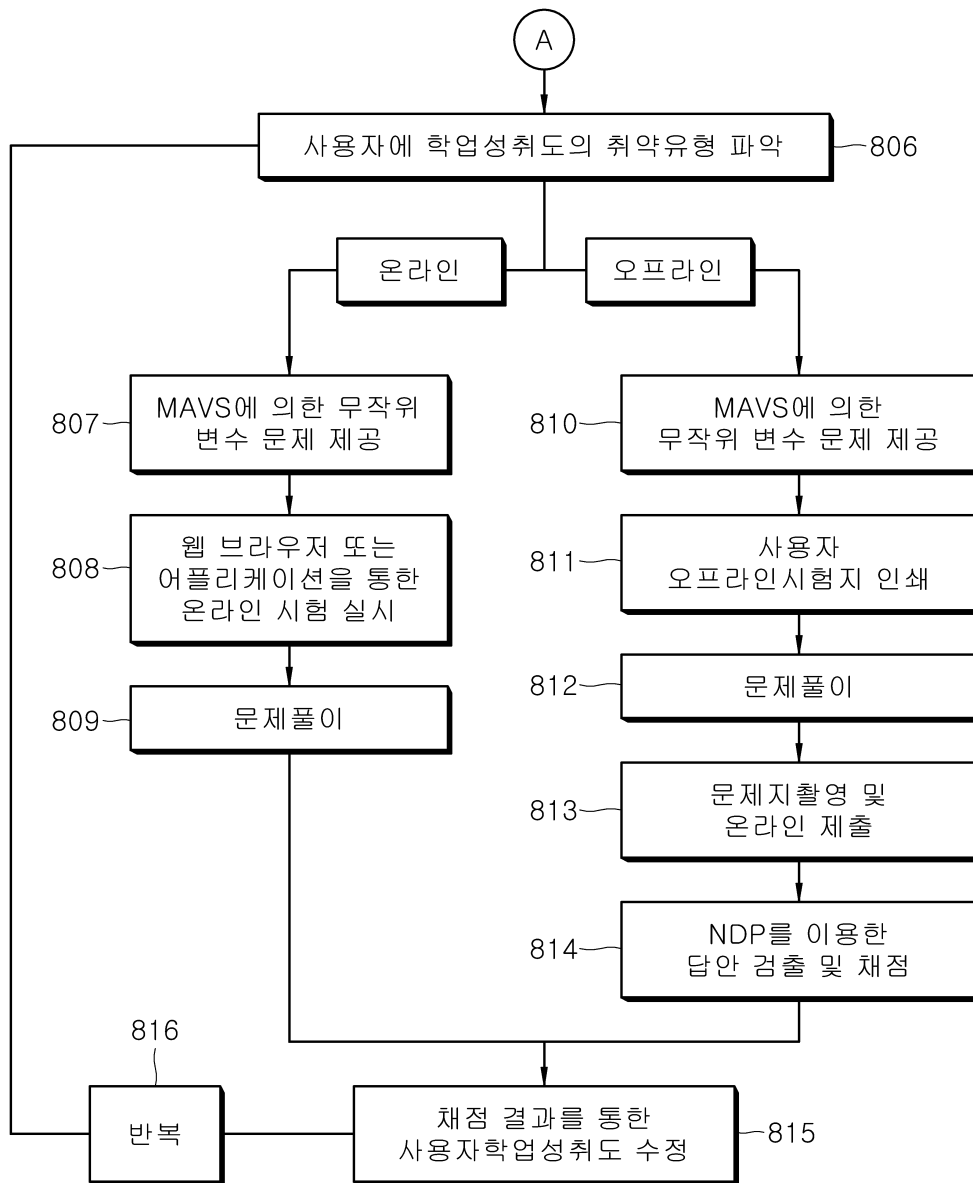 A
사용자에 학업성취도의 취약유형 파악
806
온라인
오프라인
807
MAVS에 의한 무작위
변수 문제 제공
810
MAVS에 의한
무작위 변수 문제 제공
808
웹 브라우저 또는
어플리케이션을 통한
온라인 시험 실시
811
사용자
오프라인시험지 인쇄
809
문제풀이
812
문제풀이
813
문제지촬영 및
온라인 제출
814
NDP를 이용한
답안 검출 및 채점
816
반복
채점 결과를 통한
사용자학업성취도 수정
815